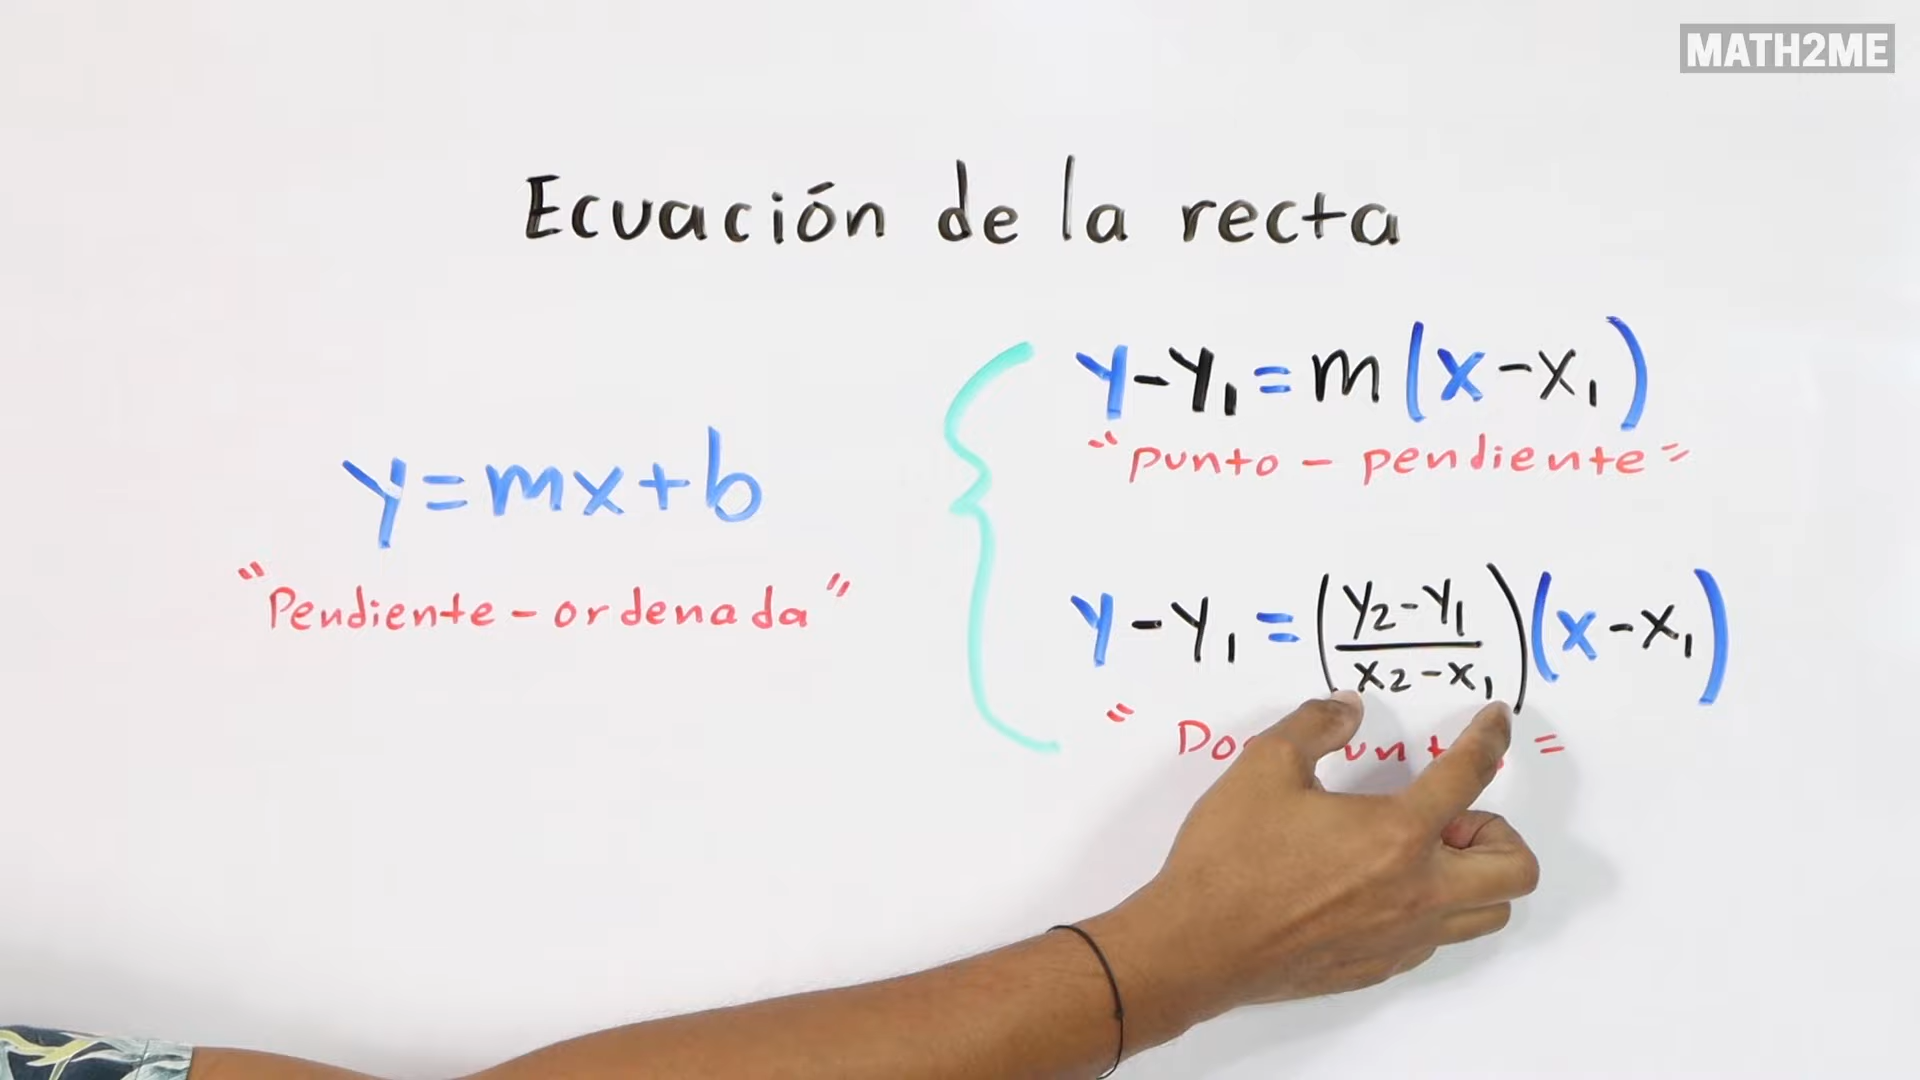 MATH2ME
Ecuación de la recta
y=mx+b
"Pendiente-ordenada"
y-y₁=m(x-x₁)
"punto-pendiente"
y-y₁=(y₂-y₁/x₂-x₁)(x-x₁)